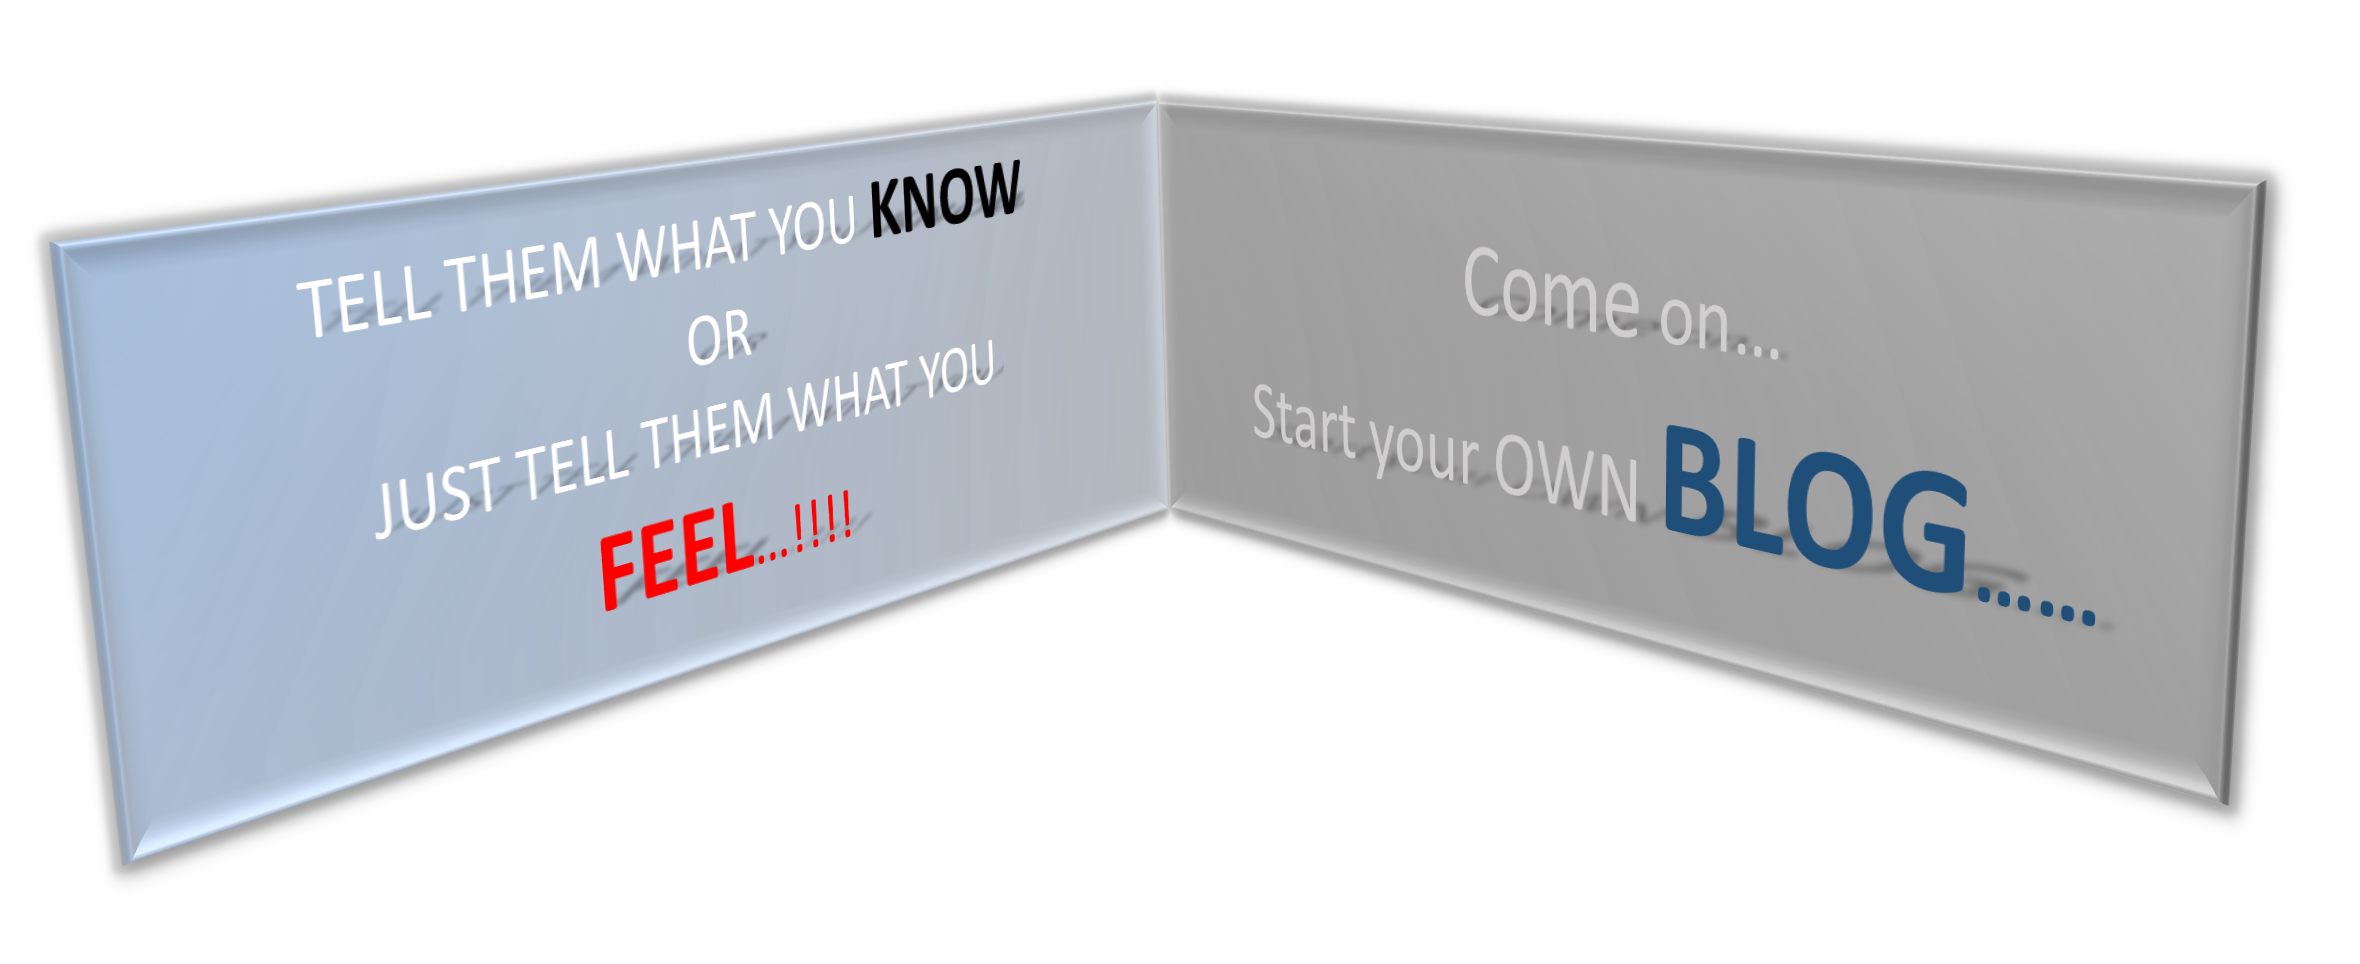 TELL THEM WHAT YOU KNOW
OR
JUST TELL THEM WHAT YOU
FEEL...!!!!
Come on...
Start your OWN BLOG......